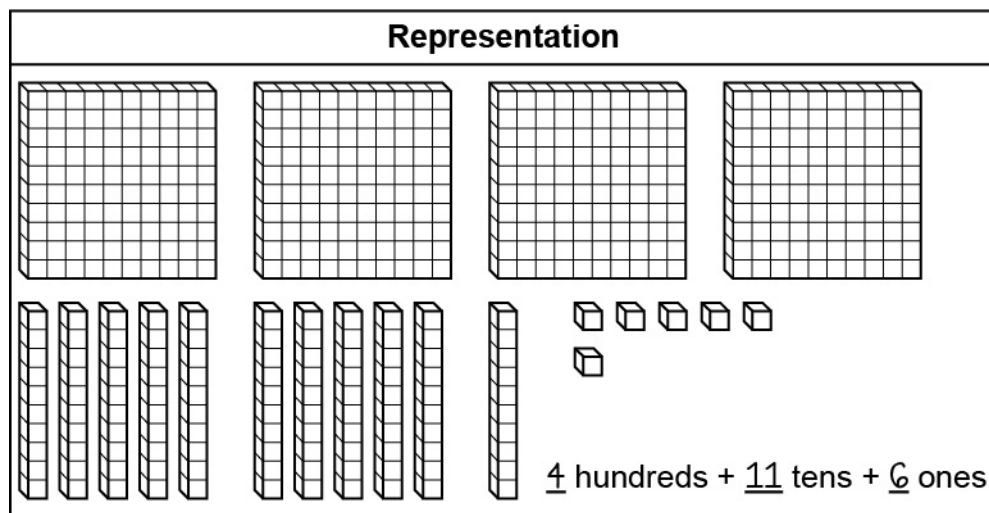 Representation
4 hundreds + 11 tens + 6 ones